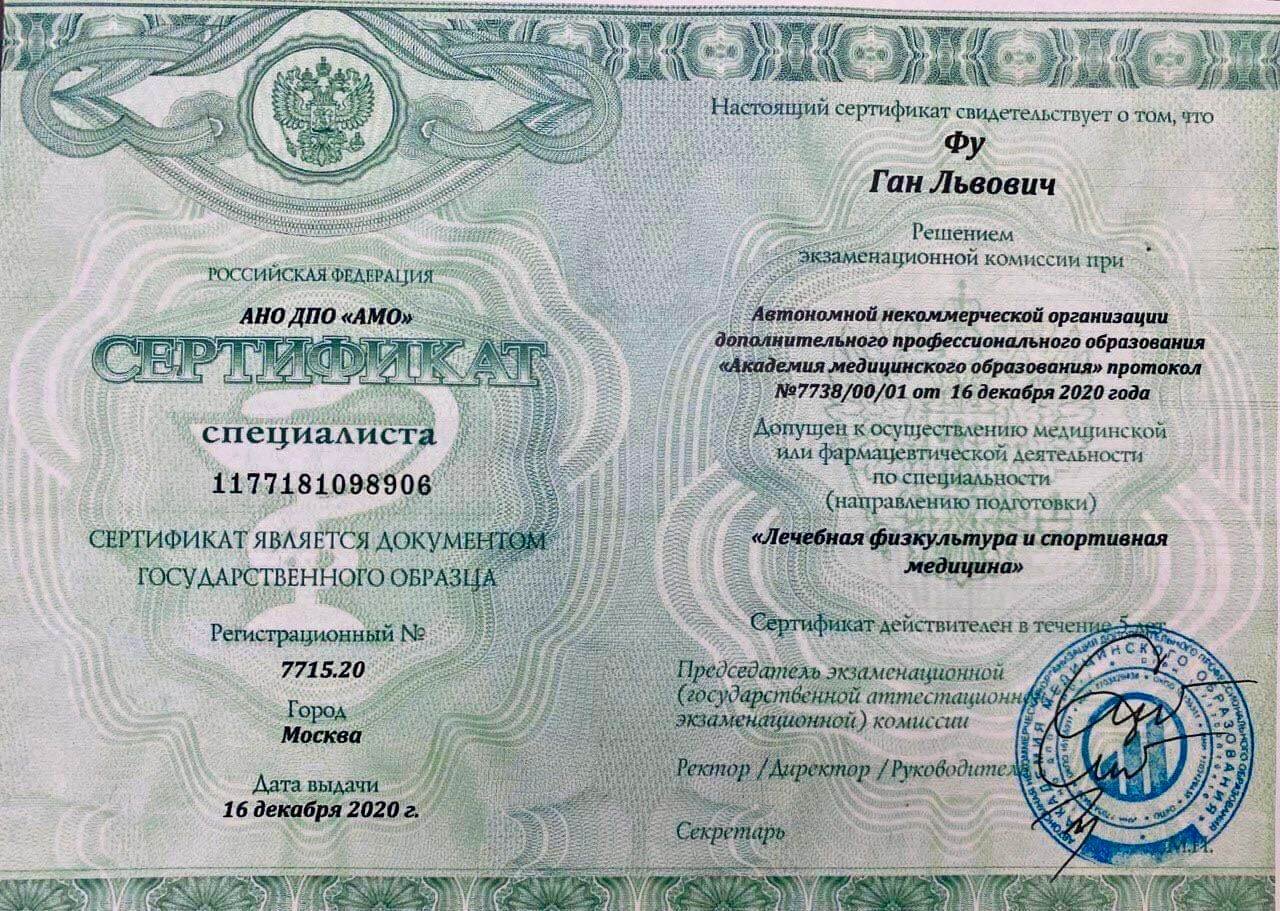 РОССИЙСКАЯ ФЕДЕРАЦИЯ
АНО ДПО «АМО»
СЕРТИФИКАТ
специалиста
1177181098906
СЕРТИФИКАТ ЯВЛЯЕТСЯ ДОКУМЕНТОМ
ГОСУДАРСТВЕННОГО ОБРАЗЦА
Регистрационный №
7715.20
Город
Москва
Дата выдачи
16 декабря 2020 г.
Настоящий сертификат свидетельствует о том, что
Фу
Ган Львович
Решением
экзаменационной комиссии при
Автономной некоммерческой организации
дополнительного профессионального образования
«Академия медицинского образования» протокол
№7738/00/01 от 16 декабря 2020 года
Допущен к осуществлению медицинской
или фармацевтической деятельности
по специальности
(направлению подготовки)
«Лечебная физкультура и спортивная
медицина»
Сертификат действителен в течение 5 лет
Председатель экзаменационной
(государственной аттестационной
экзаменационной) комиссии
Ректор /Директор /Руководитель
Секретарь
М.П.
АКАДЕМИЯ МЕДИЦИНСКОГО ОБРАЗОВАНИЯ